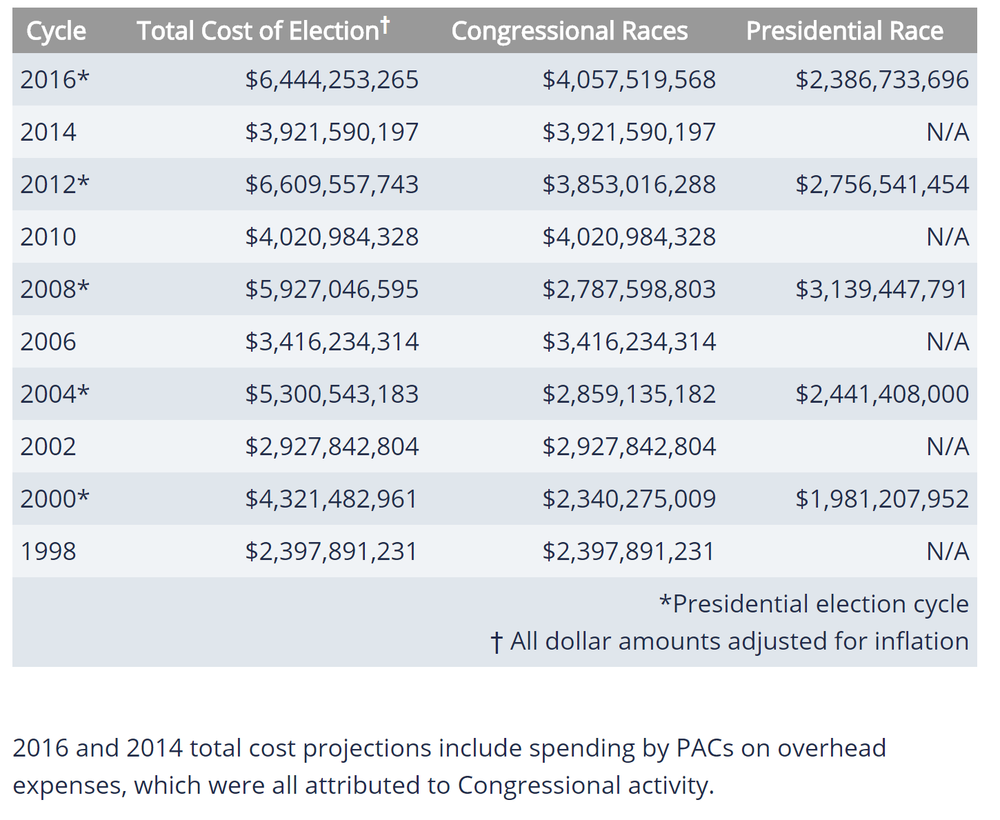 Cycle Total Cost of Election† Congressional Races Presidential Race
2016* $6,444,253,265 $4,057,519,568 $2,386,733,696
2014 $3,921,590,197 $3,921,590,197 N/A
2012* $6,609,557,743 $3,853,016,288 $2,756,541,454
2010 $4,020,984,328 $4,020,984,328 N/A
2008* $5,927,046,595 $2,787,598,803 $3,139,447,791
2006 $3,416,234,314 $3,416,234,314 N/A
2004* $5,300,543,183 $2,859,135,182 $2,441,408,000
2002 $2,927,842,804 $2,927,842,804 N/A
2000* $4,321,482,961 $2,340,275,009 $1,981,207,952
1998 $2,397,891,231 $2,397,891,231 N/A
*Presidential election cycle
† All dollar amounts adjusted for inflation
2016 and 2014 total cost projections include spending by PACs on overhead
expenses, which were all attributed to Congressional activity.